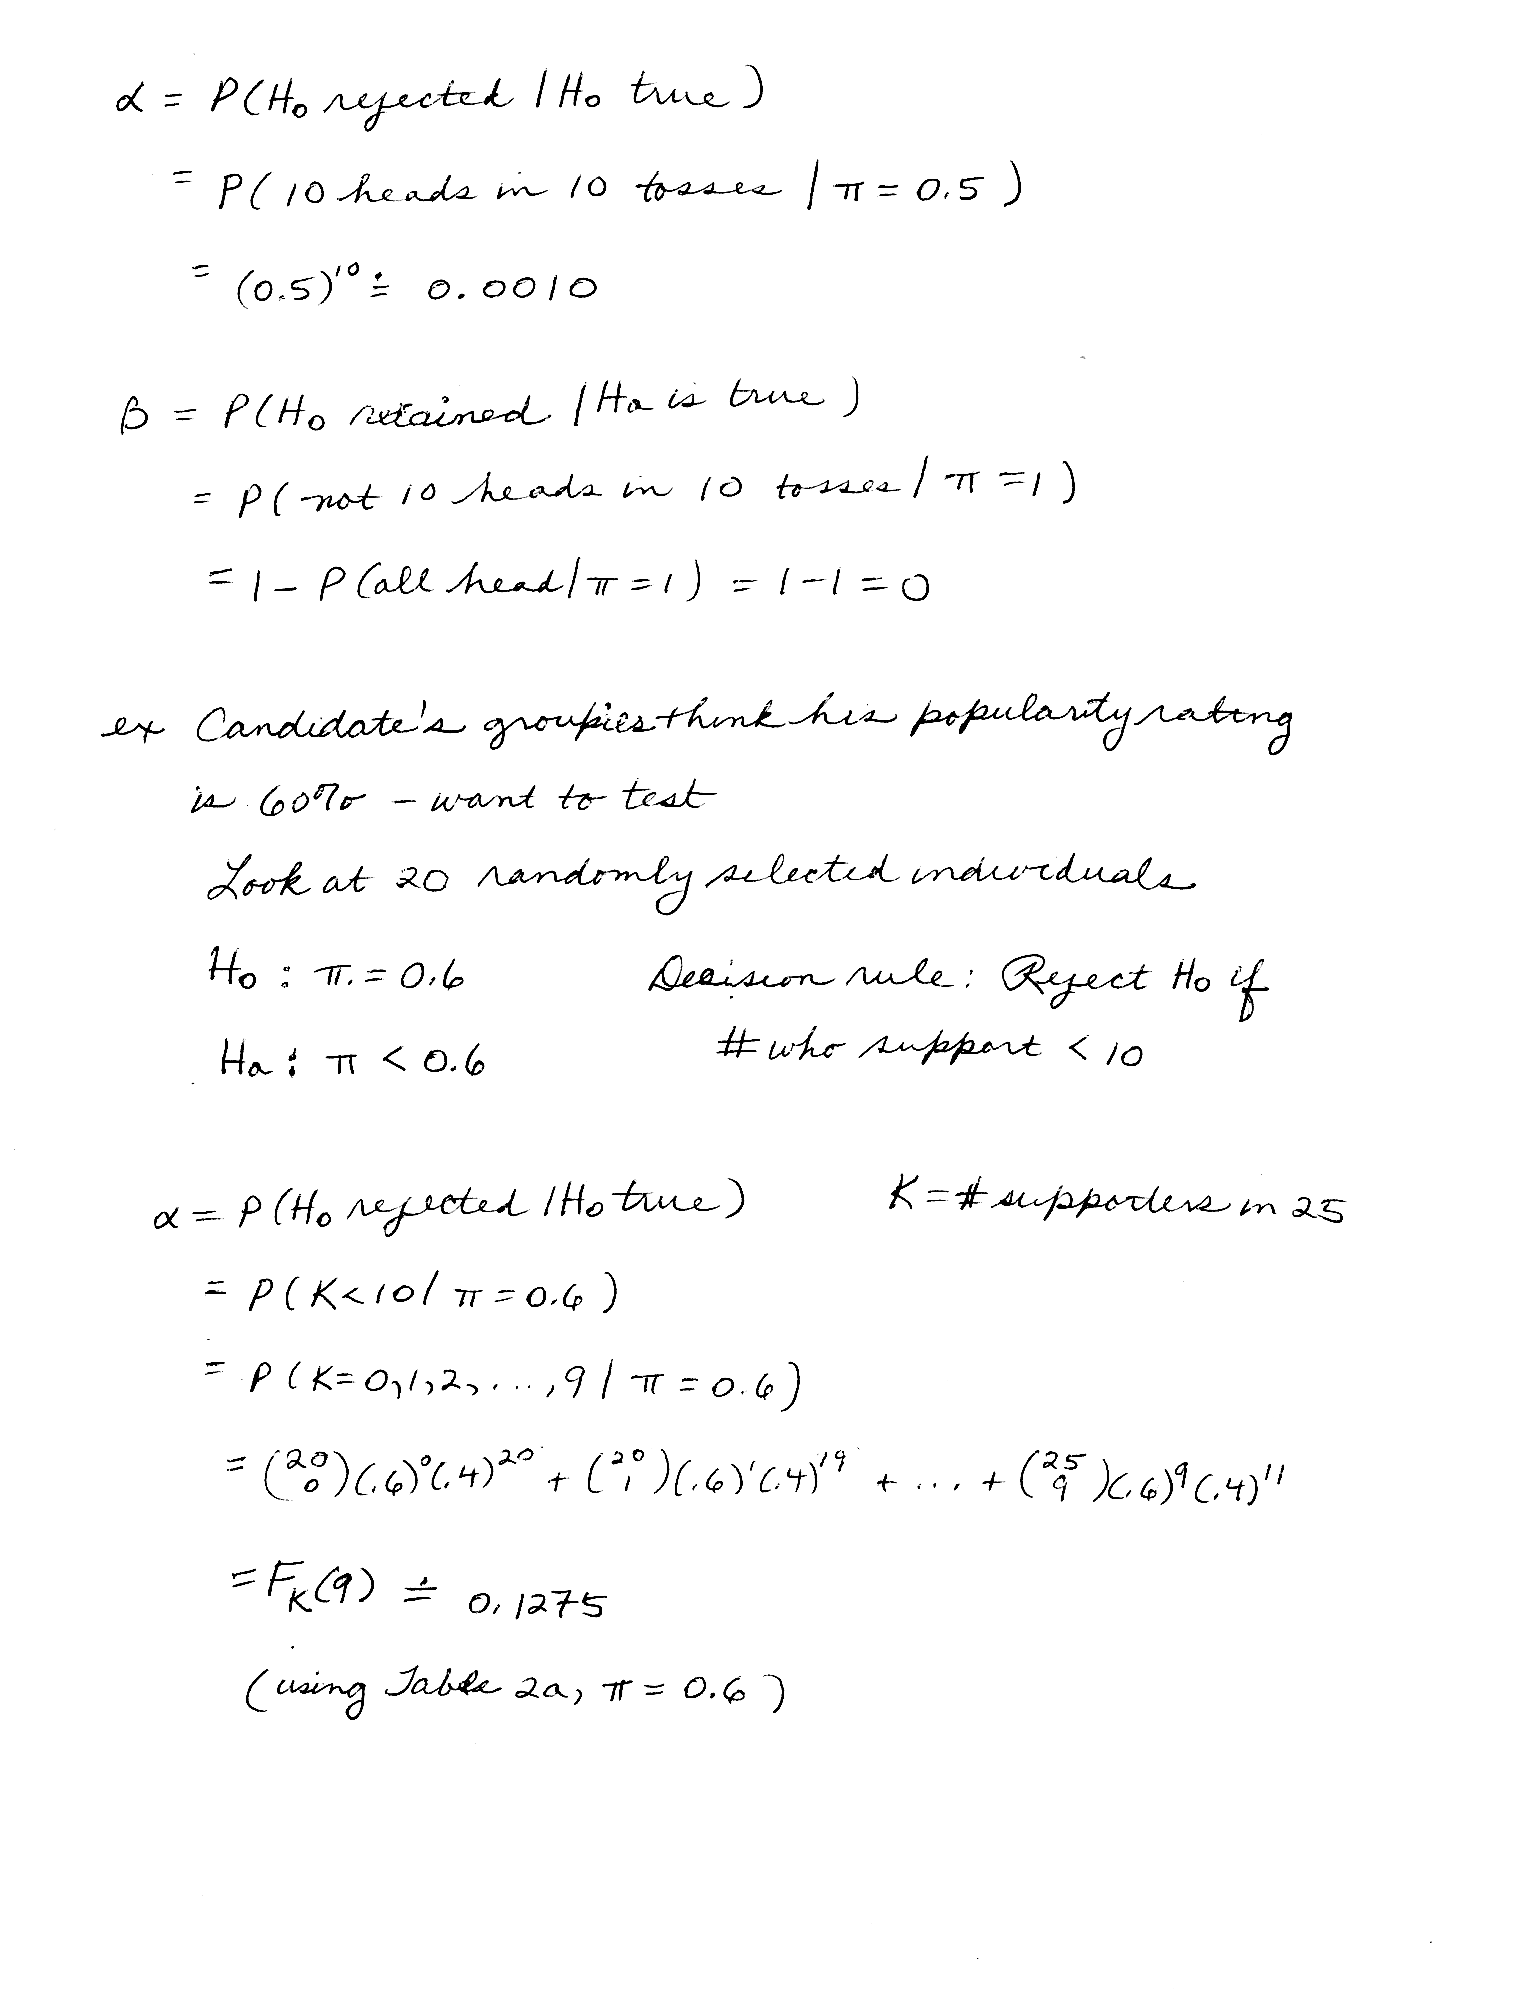 α = P(H₀ rejected | H₀ true)
= P(10 heads in 10 tosses | π = 0.5)
= (0.5)¹⁰ ≐ 0.0010
β = P(H₀ retained | Ha is true)
= P(not 10 heads in 10 tosses | π = 1)
= 1 - P(all head | π = 1) = 1 - 1 = 0
ex Candidate's groupies think his popularity rating
is 60% - want to test
Look at 20 randomly selected individuals
H₀ : π = 0.6 Decision rule: Reject H₀ if
Ha : π < 0.6 # who support < 10
α = P(H₀ rejected | H₀ true) K = # supporters in 25
= P(K < 10 | π = 0.6)
= P(K = 0,1,2, ..., 9 | π = 0.6)
= (20 0)(.6)⁰(.4)²⁰ + (20 1)(.6)¹(.4)¹⁹ + ... + (25 9)(.6)⁹(.4)¹¹
= F_K(9) ≐ 0.1275
(using Table 2a, π = 0.6)